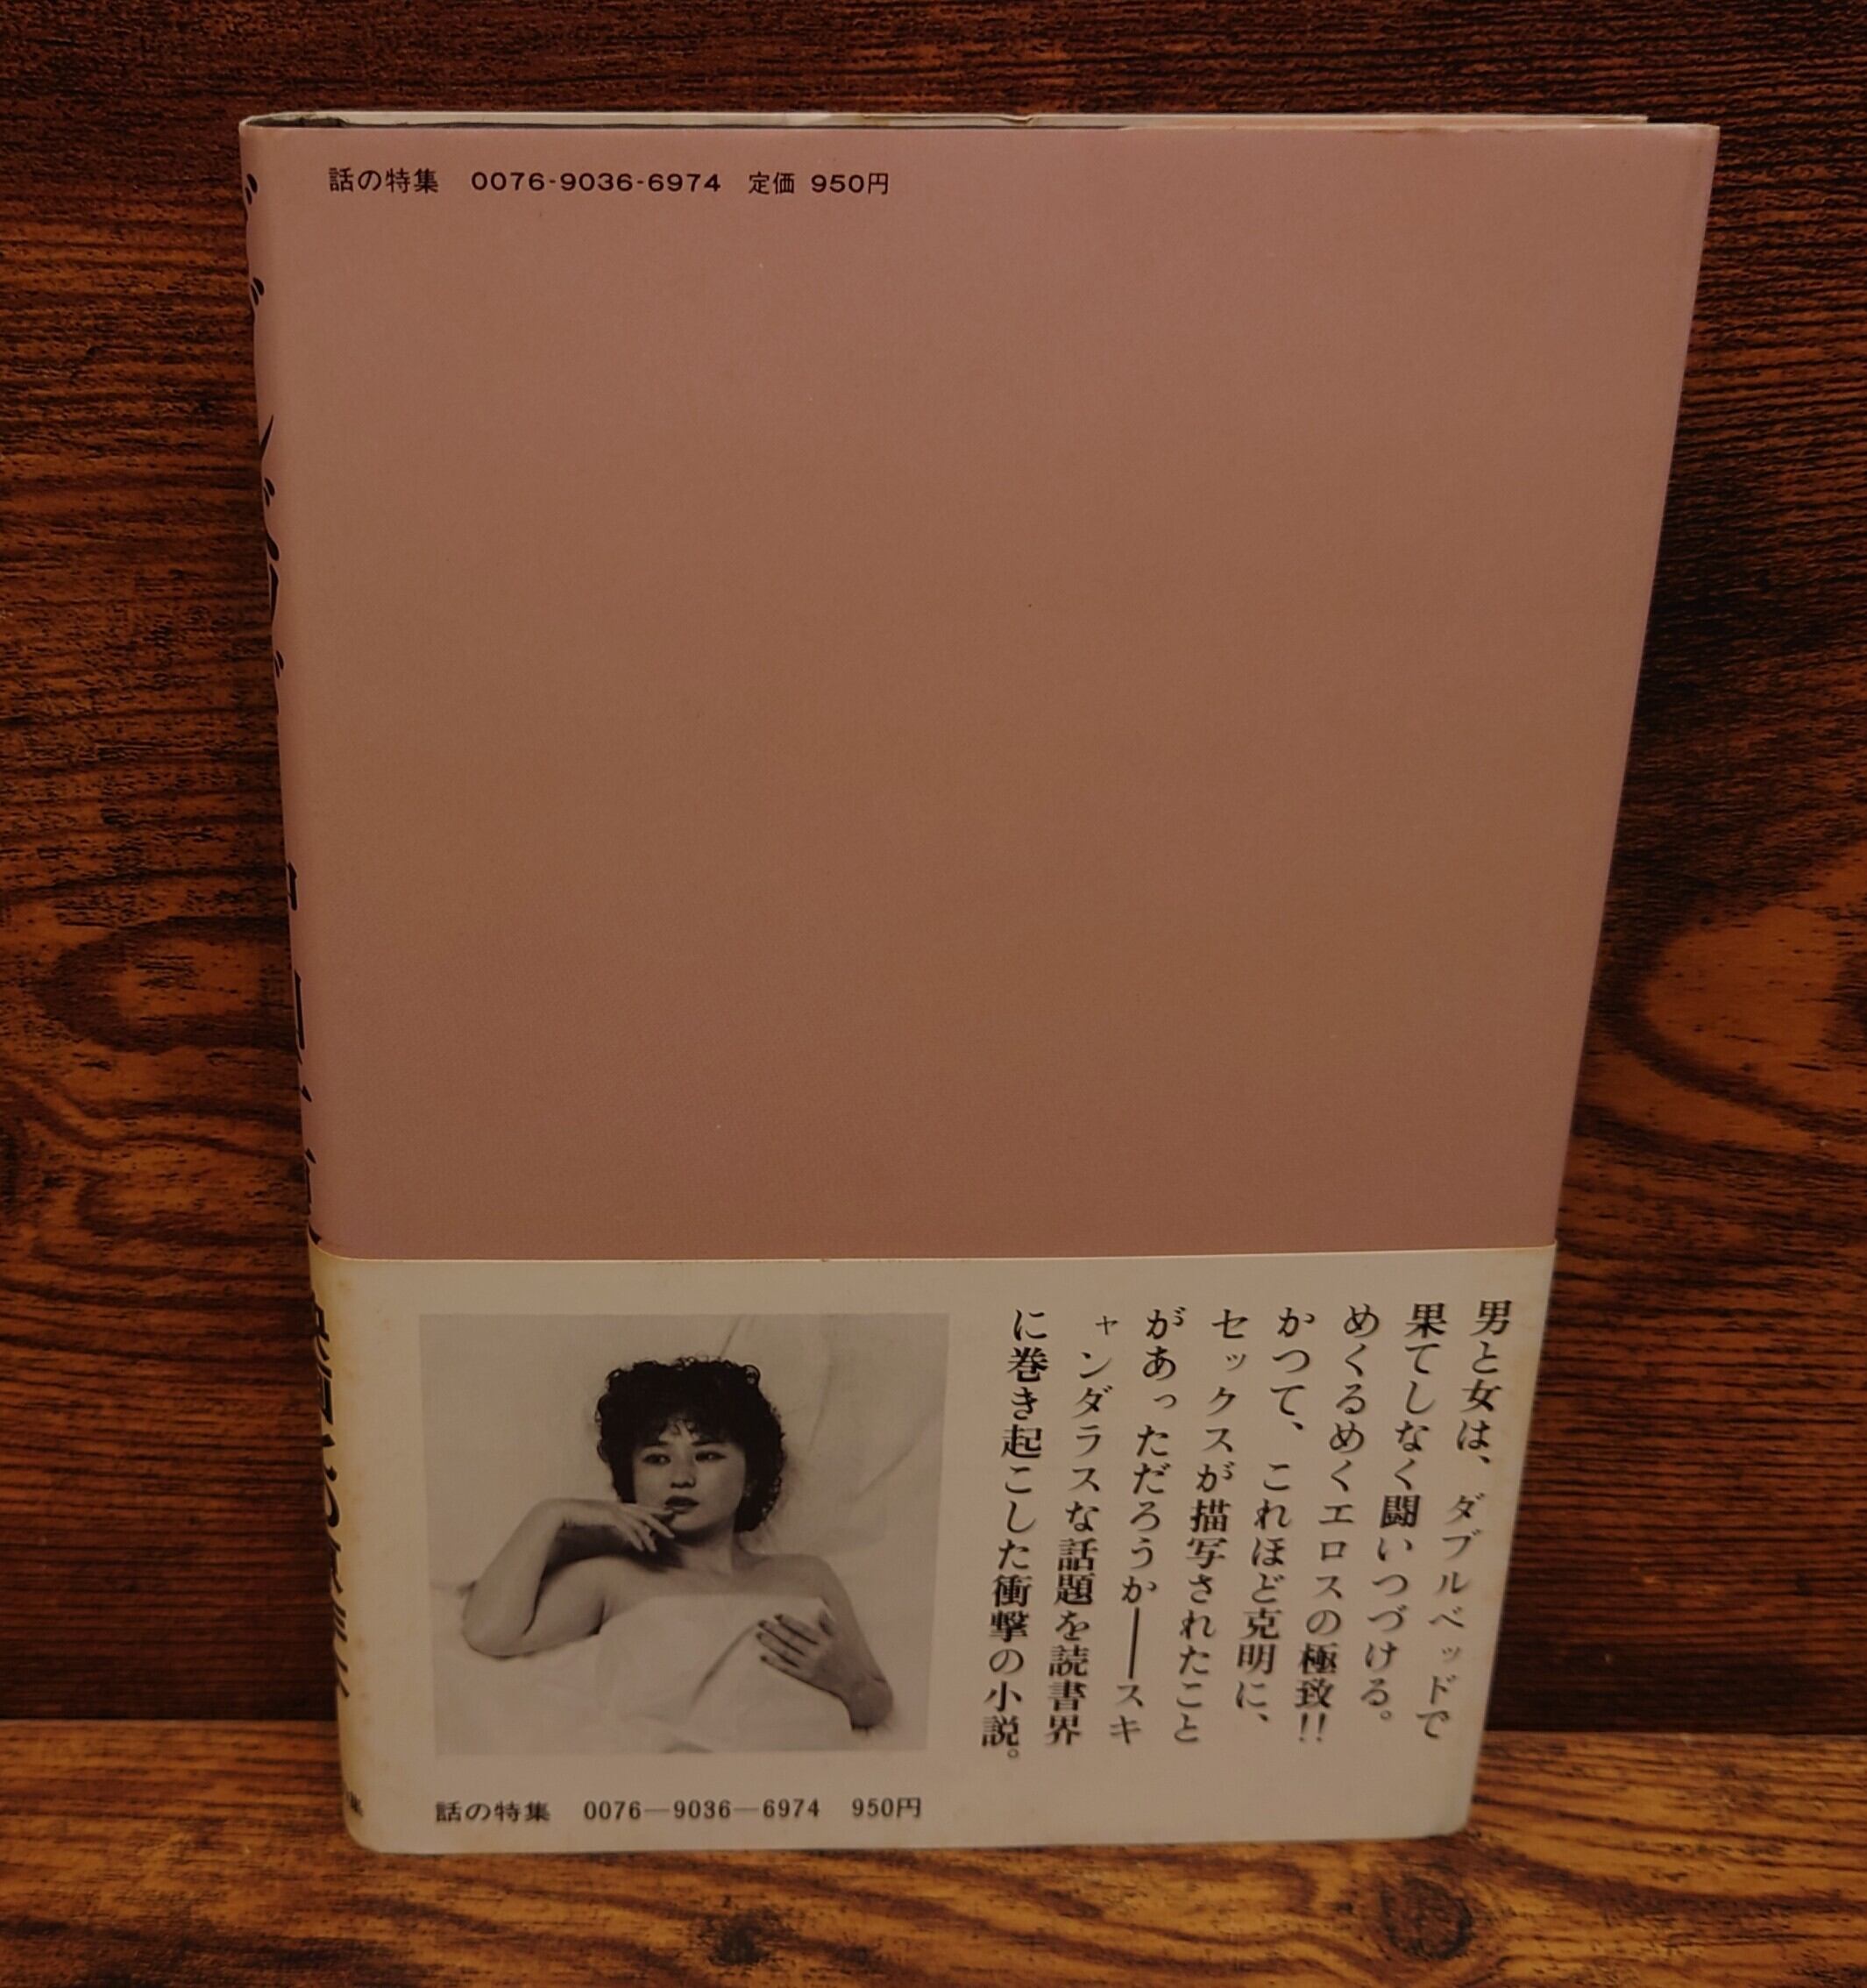 話の特集 0076-9036-6974 定価 950円
男と女は、ダブルベッドで
果てしなく闘いつづける。
めくるめくエロスの極致!!
かつて、これほど克明に、
セックスが描写されたこと
があっただろうか――スキ
ャンダラスな話題を読書界
に巻き起こした衝撃の小説。
話の特集 0076―9036―6974 950円